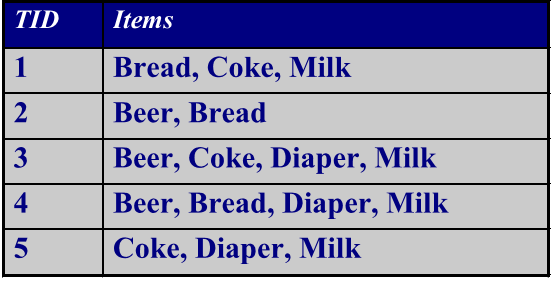 TID Items
1 Bread, Coke, Milk
2 Beer, Bread
3 Beer, Coke, Diaper, Milk
4 Beer, Bread, Diaper, Milk
5 Coke, Diaper, Milk